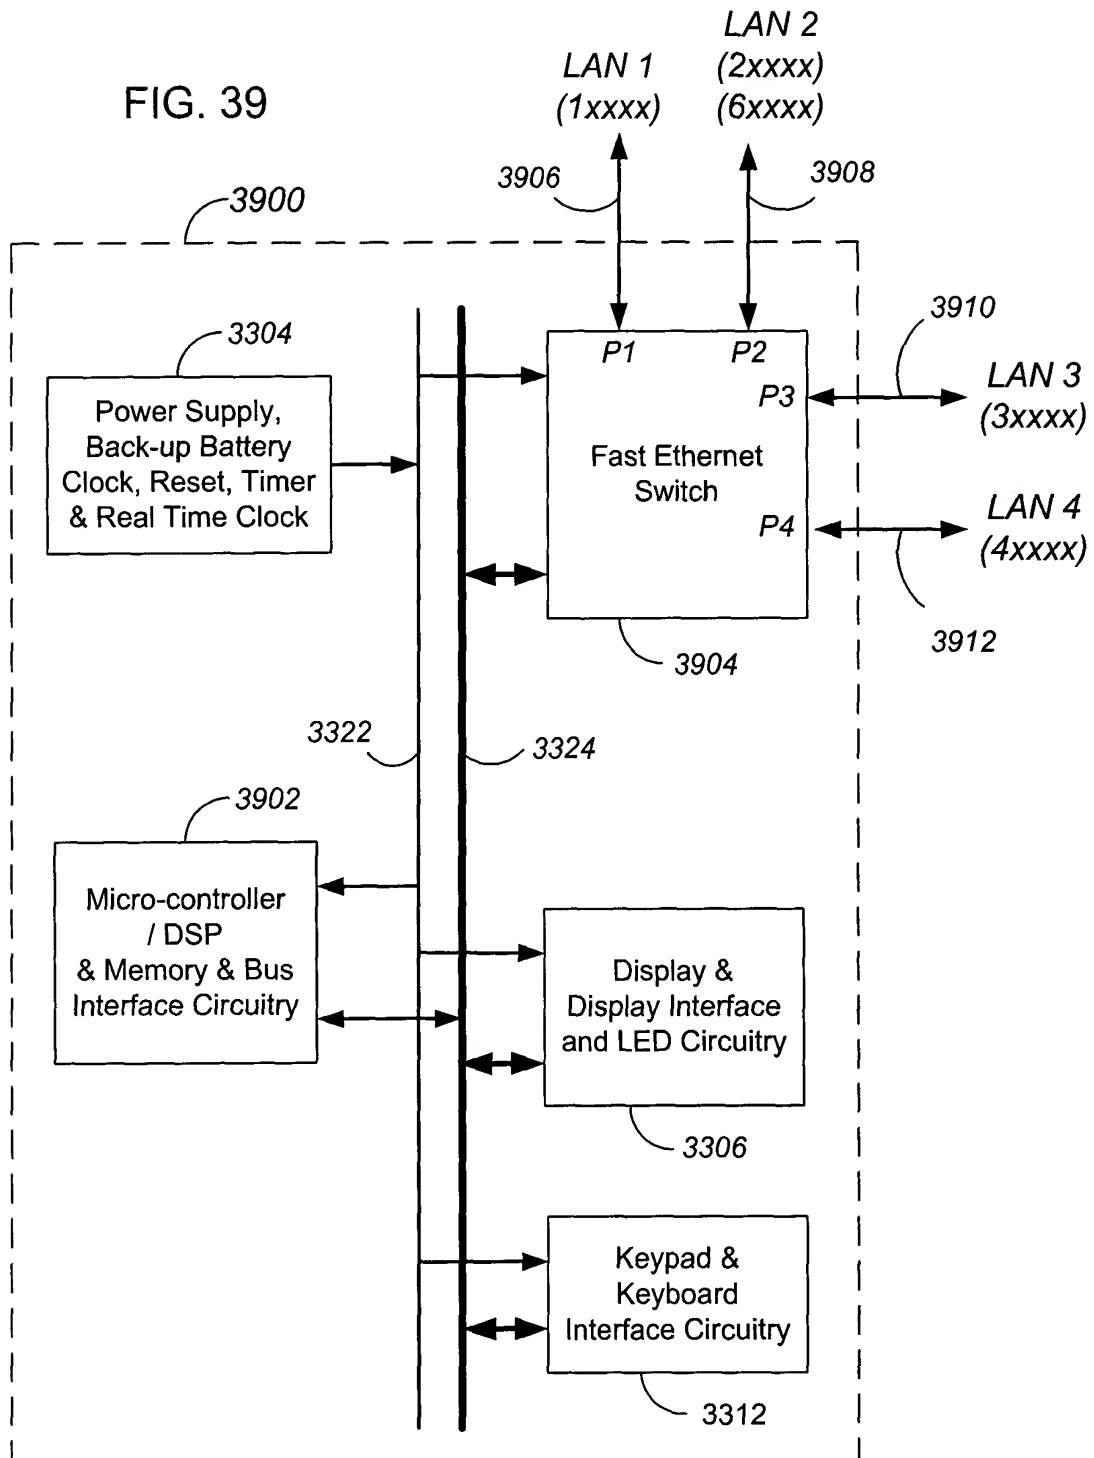 FIG. 39
LAN 1
(1xxxx)
LAN 2
(2xxxx)
(6xxxx)
3906
3908
3900
3910
3304
P1
P2
P3
LAN 3
(3xxxx)
Power Supply,
Back-up Battery
Clock, Reset, Timer
& Real Time Clock
Fast Ethernet
Switch
P4
LAN 4
(4xxxx)
3912
3904
3322
3324
3902
Micro-controller
/ DSP
& Memory & Bus
Interface Circuitry
Display &
Display Interface
and LED Circuitry
3306
Keypad &
Keyboard
Interface Circuitry
3312